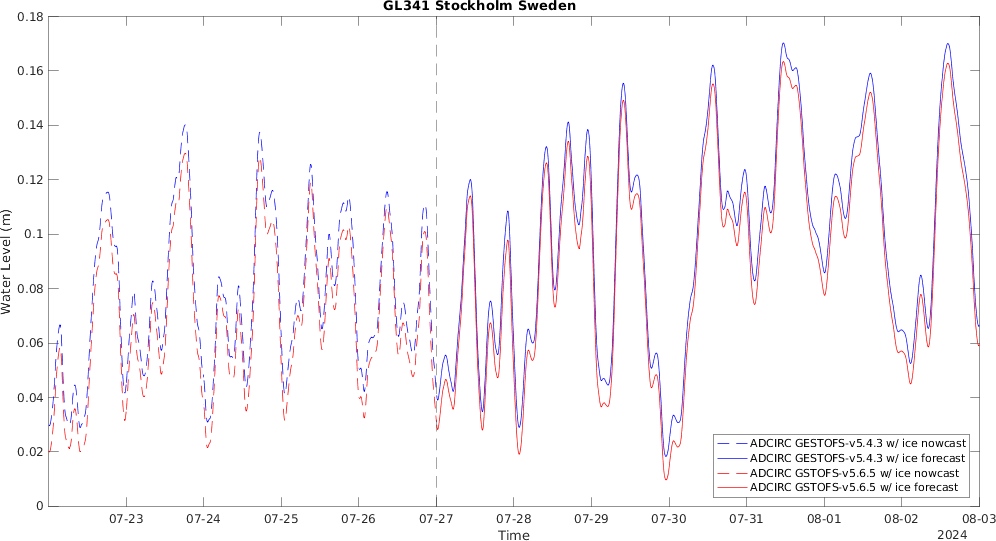 GL341 Stockholm Sweden
0.18
0.16
0.14
0.12
0.1
0.08
0.06
0.04
0.02
0
Water Level (m)
ADCIRC GESTOFS-v5.4.3 w/ ice nowcast
ADCIRC GESTOFS-v5.4.3 w/ ice forecast
ADCIRC GSTOFS-v5.6.5 w/ ice nowcast
ADCIRC GSTOFS-v5.6.5 w/ ice forecast
07-23 07-24 07-25 07-26 07-27 07-28 07-29 07-30 07-31 08-01 08-02 08-03
Time
2024